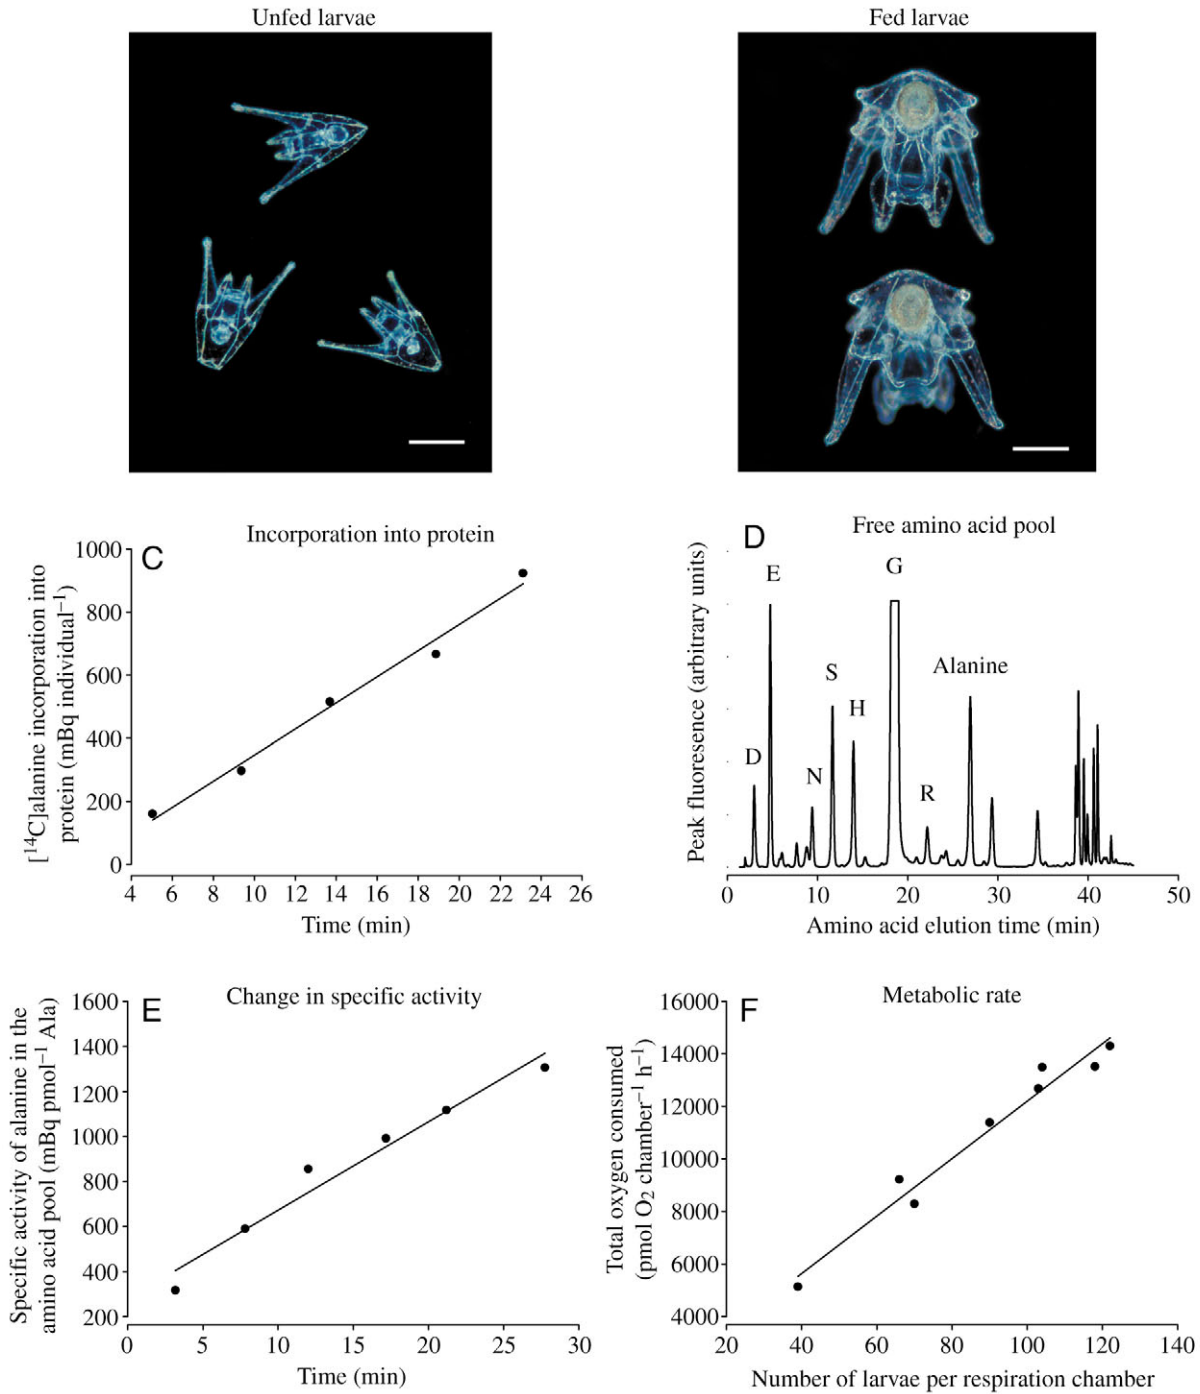 Unfed larvae
Fed larvae
C
Incorporation into protein
[¹⁴C]alanine incorporation into
protein (mBq individual⁻¹)
1000
800
600
400
200
0
4 6 8 10 12 14 16 18 20 22 24 26
Time (min)
D
Free amino acid pool
Peak fluoresence (arbitrary units)
D
E
N
S
H
G
R
Alanine
0 10 20 30 40 50
Amino acid elution time (min)
E
Change in specific activity
Specific activity of alanine in the
amino acid pool (mBq pmol⁻¹ Ala)
1600
1400
1200
1000
800
600
400
200
0 5 10 15 20 25 30
Time (min)
F
Metabolic rate
Total oxygen consumed
(pmol O₂ chamber⁻¹ h⁻¹)
16000
14000
12000
10000
8000
6000
4000
20 40 60 80 100 120 140
Number of larvae per respiration chamber